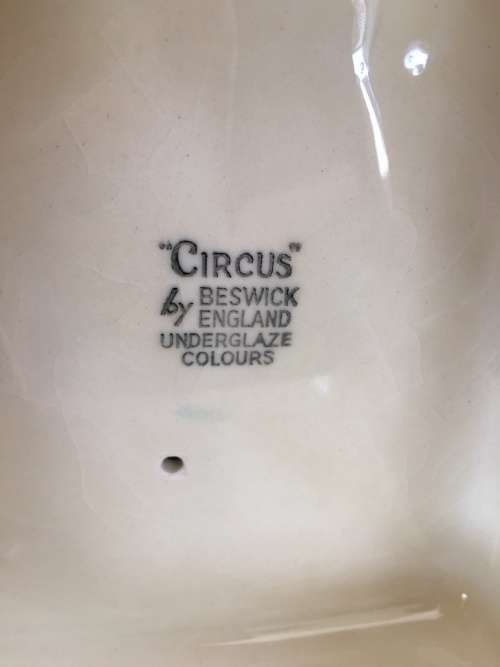 "CIRCUS"
by BESWICK
ENGLAND
UNDERGLAZE
COLOURS